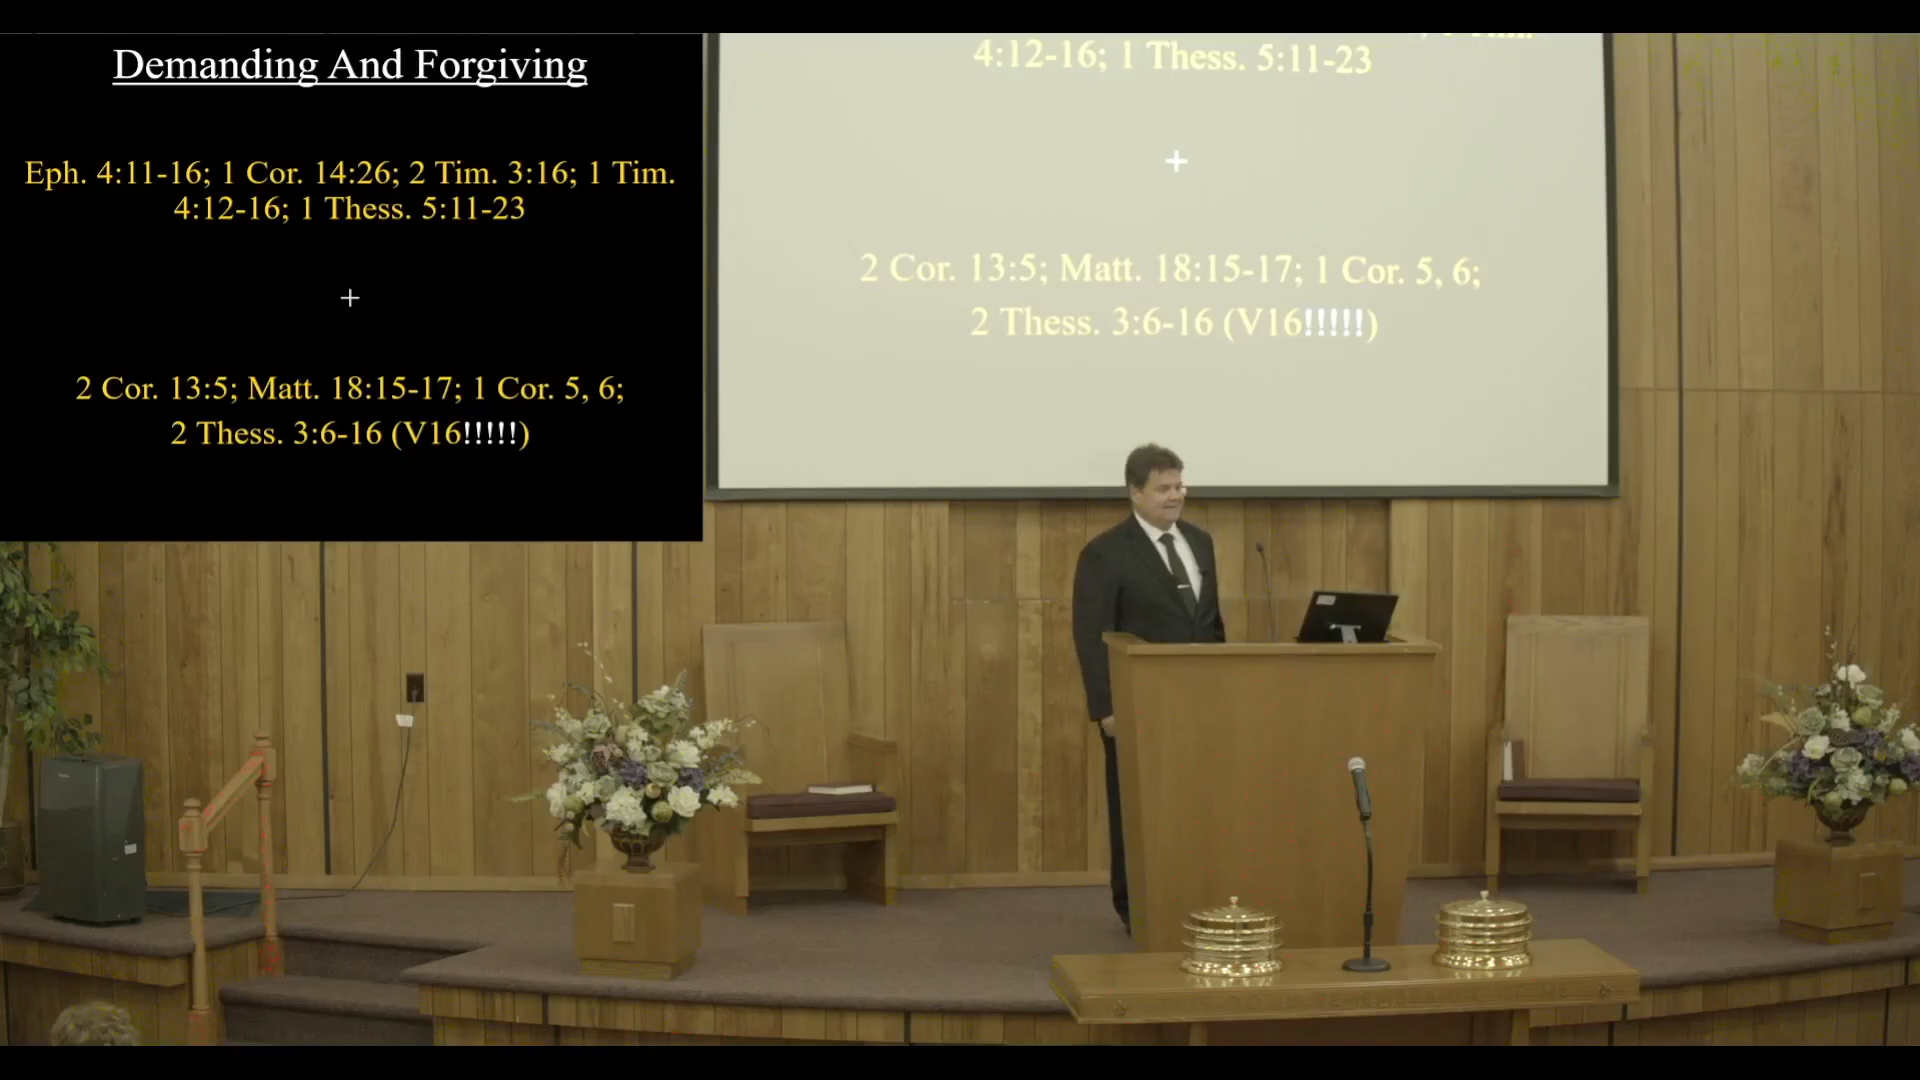 Demanding And Forgiving
Eph. 4:11-16; 1 Cor. 14:26; 2 Tim. 3:16; 1 Tim.
4:12-16; 1 Thess. 5:11-23
+
2 Cor. 13:5; Matt. 18:15-17; 1 Cor. 5, 6;
2 Thess. 3:6-16 (V16!!!!!)
4:12-16; 1 Thess. 5:11-23
+
2 Cor. 13:5; Matt. 18:15-17; 1 Cor. 5, 6;
2 Thess. 3:6-16 (V16!!!!!)